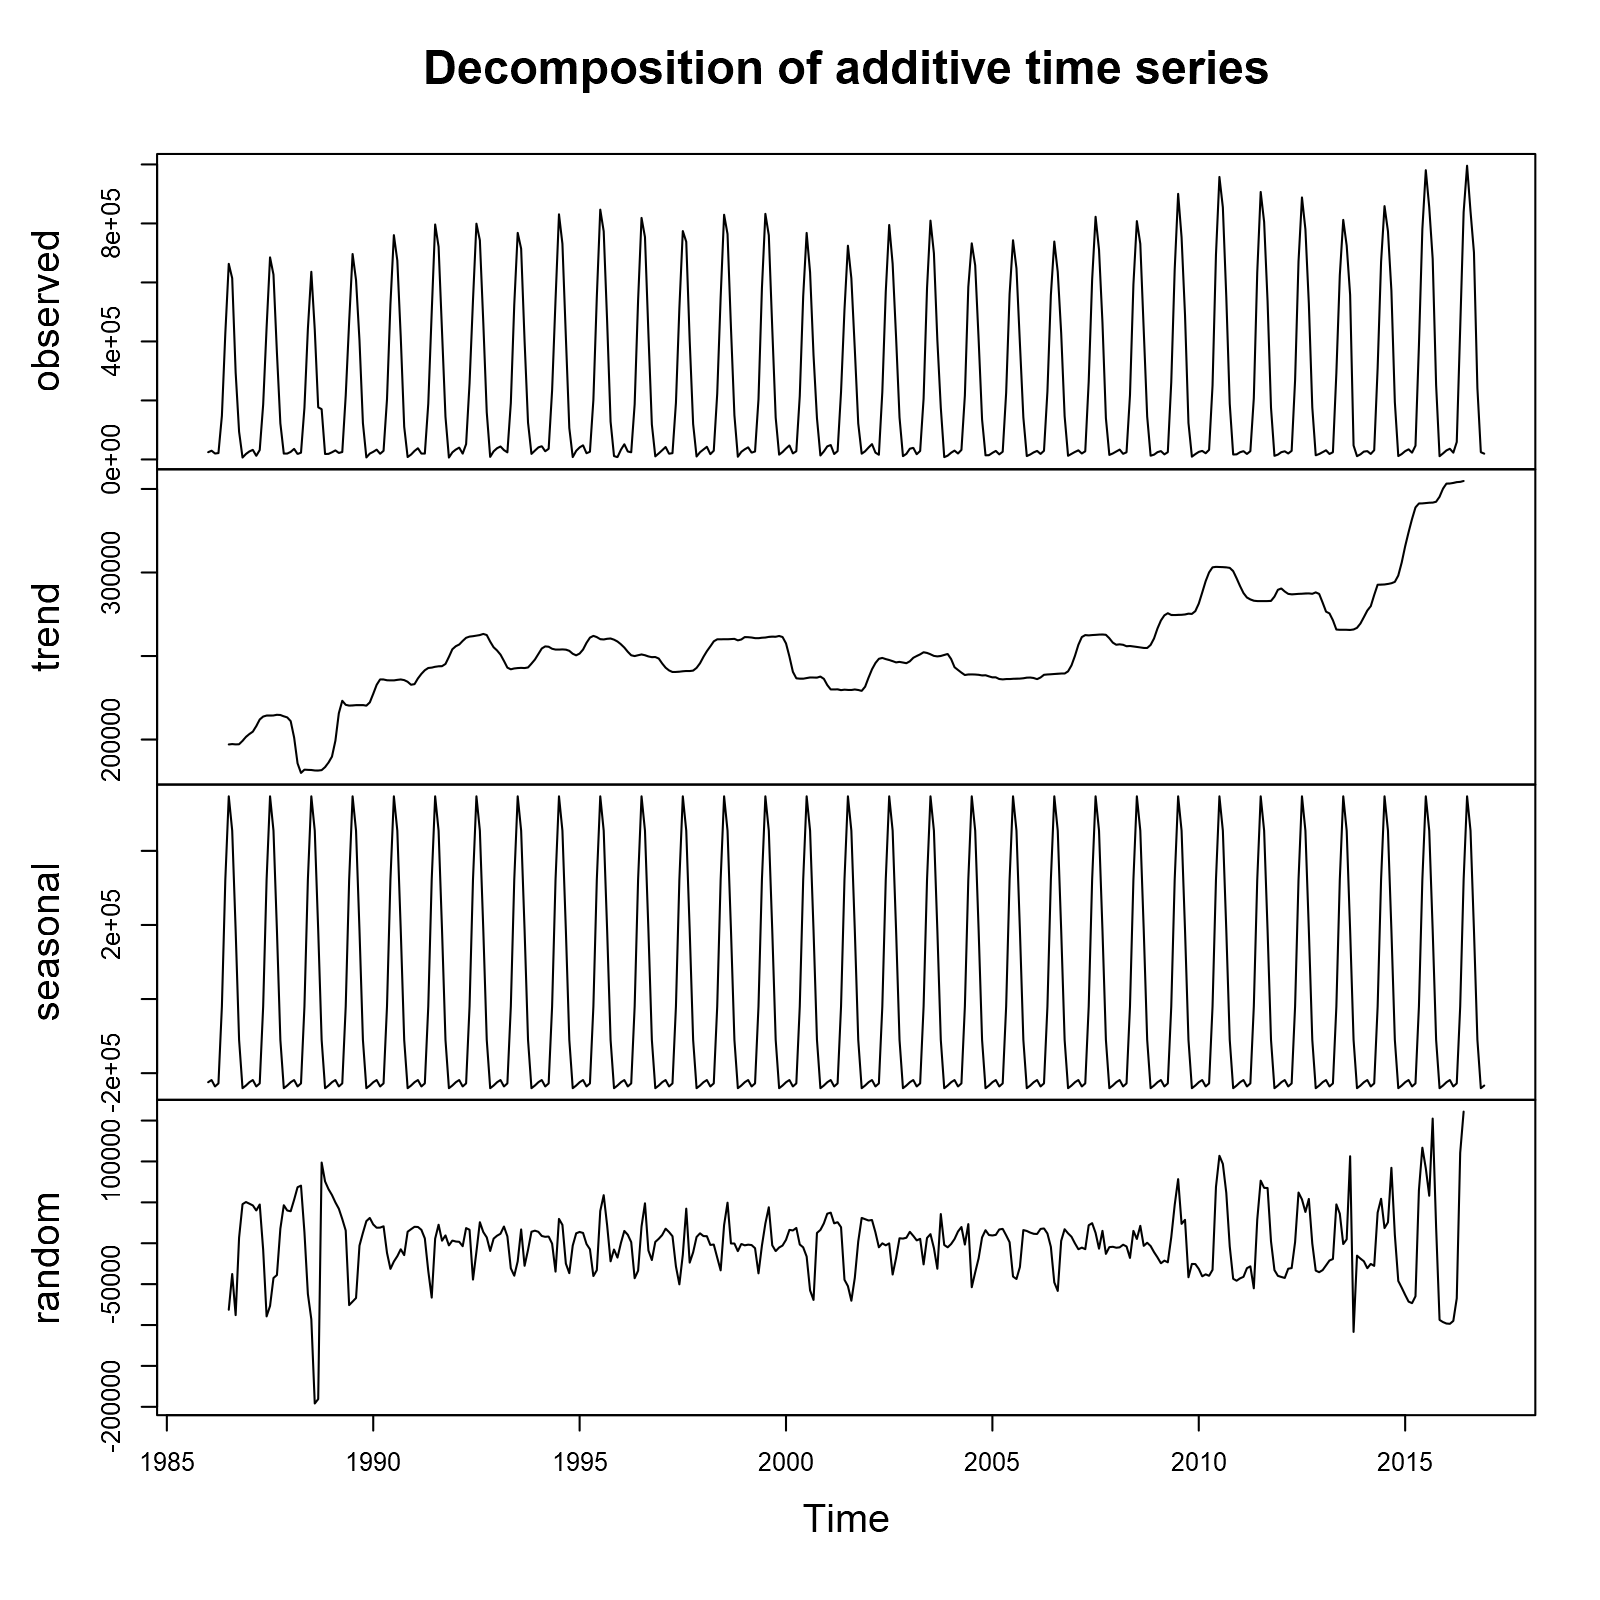 Decomposition of additive time series
observed
0e+00 4e+05 8e+05
trend
200000 300000
seasonal
-2e+05 2e+05
random
-200000 -50000 100000
1985 1990 1995 2000 2005 2010 2015
Time